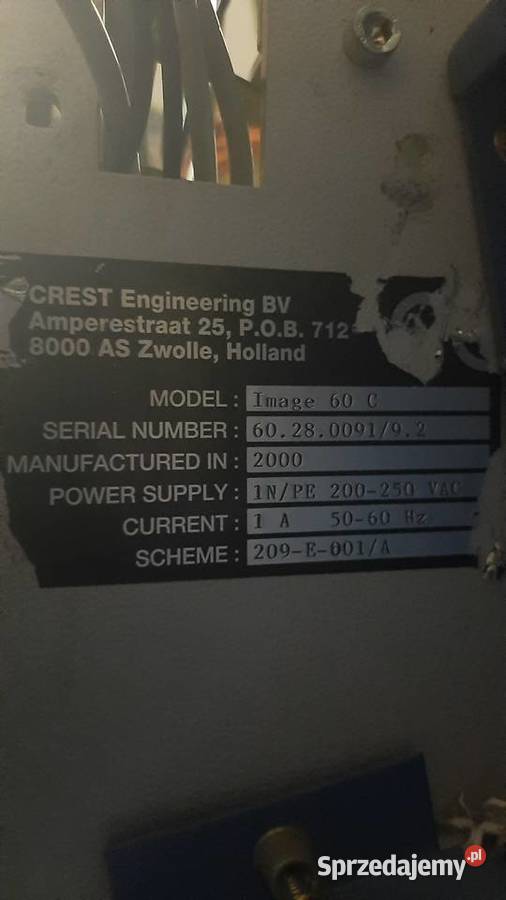 CREST Engineering BV
Amperestraat 25, P.O.B. 712
8000 AS Zwolle, Holland
MODEL : Image 60 C
SERIAL NUMBER : 60.28.0091/9.2
MANUFACTURED IN : 2000
POWER SUPPLY : 1N/PE 200-250 VAC
CURRENT : 1 A 50-60 Hz
SCHEME : 209-E-001/A
Sprzedajemy.pl